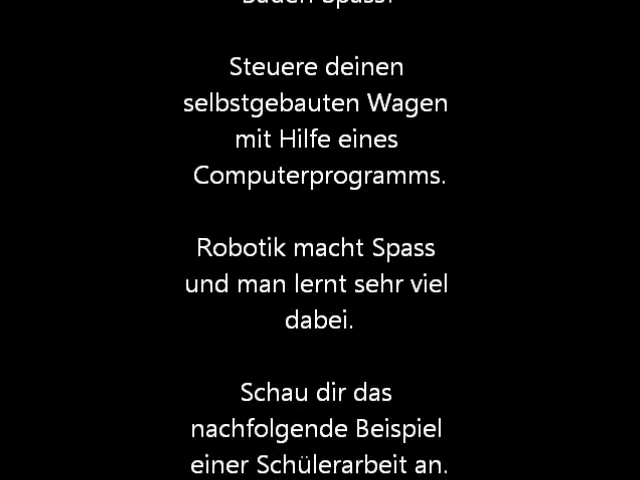 Spass?
Steuere deinen
selbstgebauten Wagen
mit Hilfe eines
Computerprogramms.
Robotik macht Spass
und man lernt sehr viel
dabei.
Schau dir das
nachfolgende Beispiel
einer Schülerarbeit an.